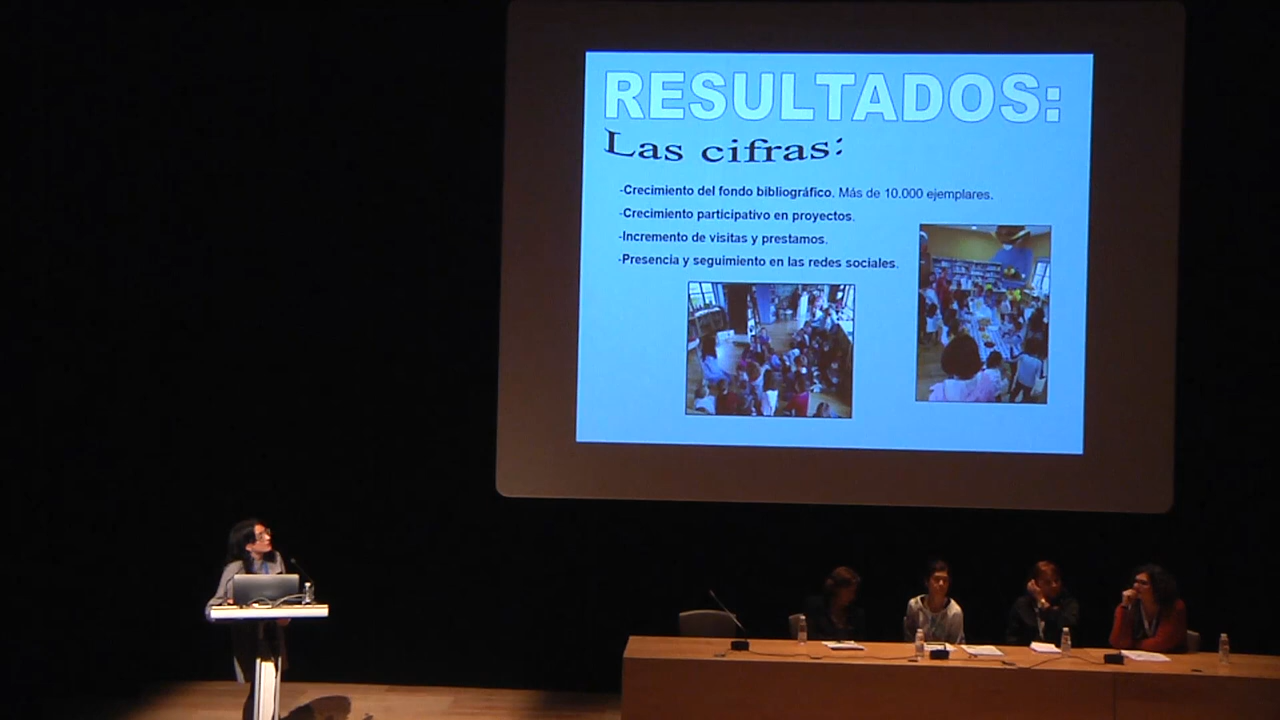 RESULTADOS:
Las cifras:
-Crecimiento del fondo bibliográfico. Más de 10.000 ejemplares.
-Crecimiento participativo en proyectos.
-Incremento de visitas y prestamos.
-Presencia y seguimiento en las redes sociales.